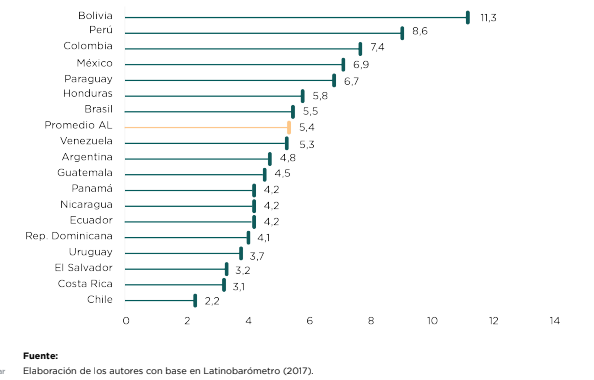 Bolivia 11,3
Perú 8,6
Colombia 7,4
México 6,9
Paraguay 6,7
Honduras 5,8
Brasil 5,5
Promedio AL 5,4
Venezuela 5,3
Argentina 4,8
Guatemala 4,5
Panamá 4,2
Nicaragua 4,2
Ecuador 4,2
Rep. Dominicana 4,1
Uruguay 3,7
El Salvador 3,2
Costa Rica 3,1
Chile 2,2
0 2 4 6 8 10 12 14
Fuente:
Elaboración de los autores con base en Latinobarómetro (2017).